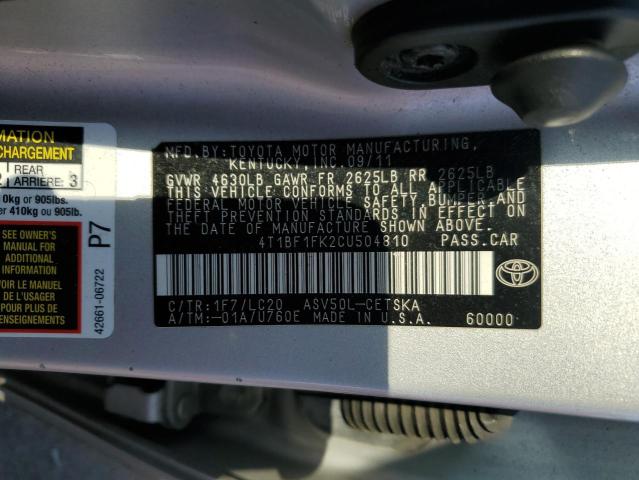 MATION
CHARGEMENT
REAR
ARRIERE: 3
0kg or 905lbs.
r 410kg ou 905lb.
SEE OWNER'S
MANUAL FOR
ADDITIONAL
INFORMATION
VOIR LE MANUEL
DE L'USAGER
POUR PLUS DE
RENSEIGNEMENTS
P7
42661-06722
MFD. BY: TOYOTA MOTOR MANUFACTURING,
KENTUCKY, INC. 09/11
GVWR 4630LB GAWR FR 2625LB RR 2625LB
THIS VEHICLE CONFORMS TO ALL APPLICABLE
FEDERAL MOTOR VEHICLE SAFETY, BUMPER, AND
THEFT PREVENTION STANDARDS IN EFFECT ON
THE DATE OF MANUFACTURE SHOWN ABOVE.
4T1BF1FK2CU504810 PASS.CAR
TOYOTA
C/TR: 1F7/LC20 ASV50L-CETSKA
A/TM: -01A/U760E MADE IN U.S.A. 60000